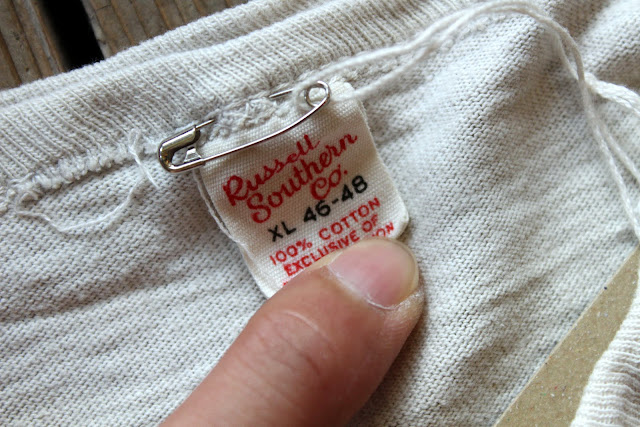 Russell
Southern
Co.
XL 46-48
100% COTTON
EXCLUSIVE OF